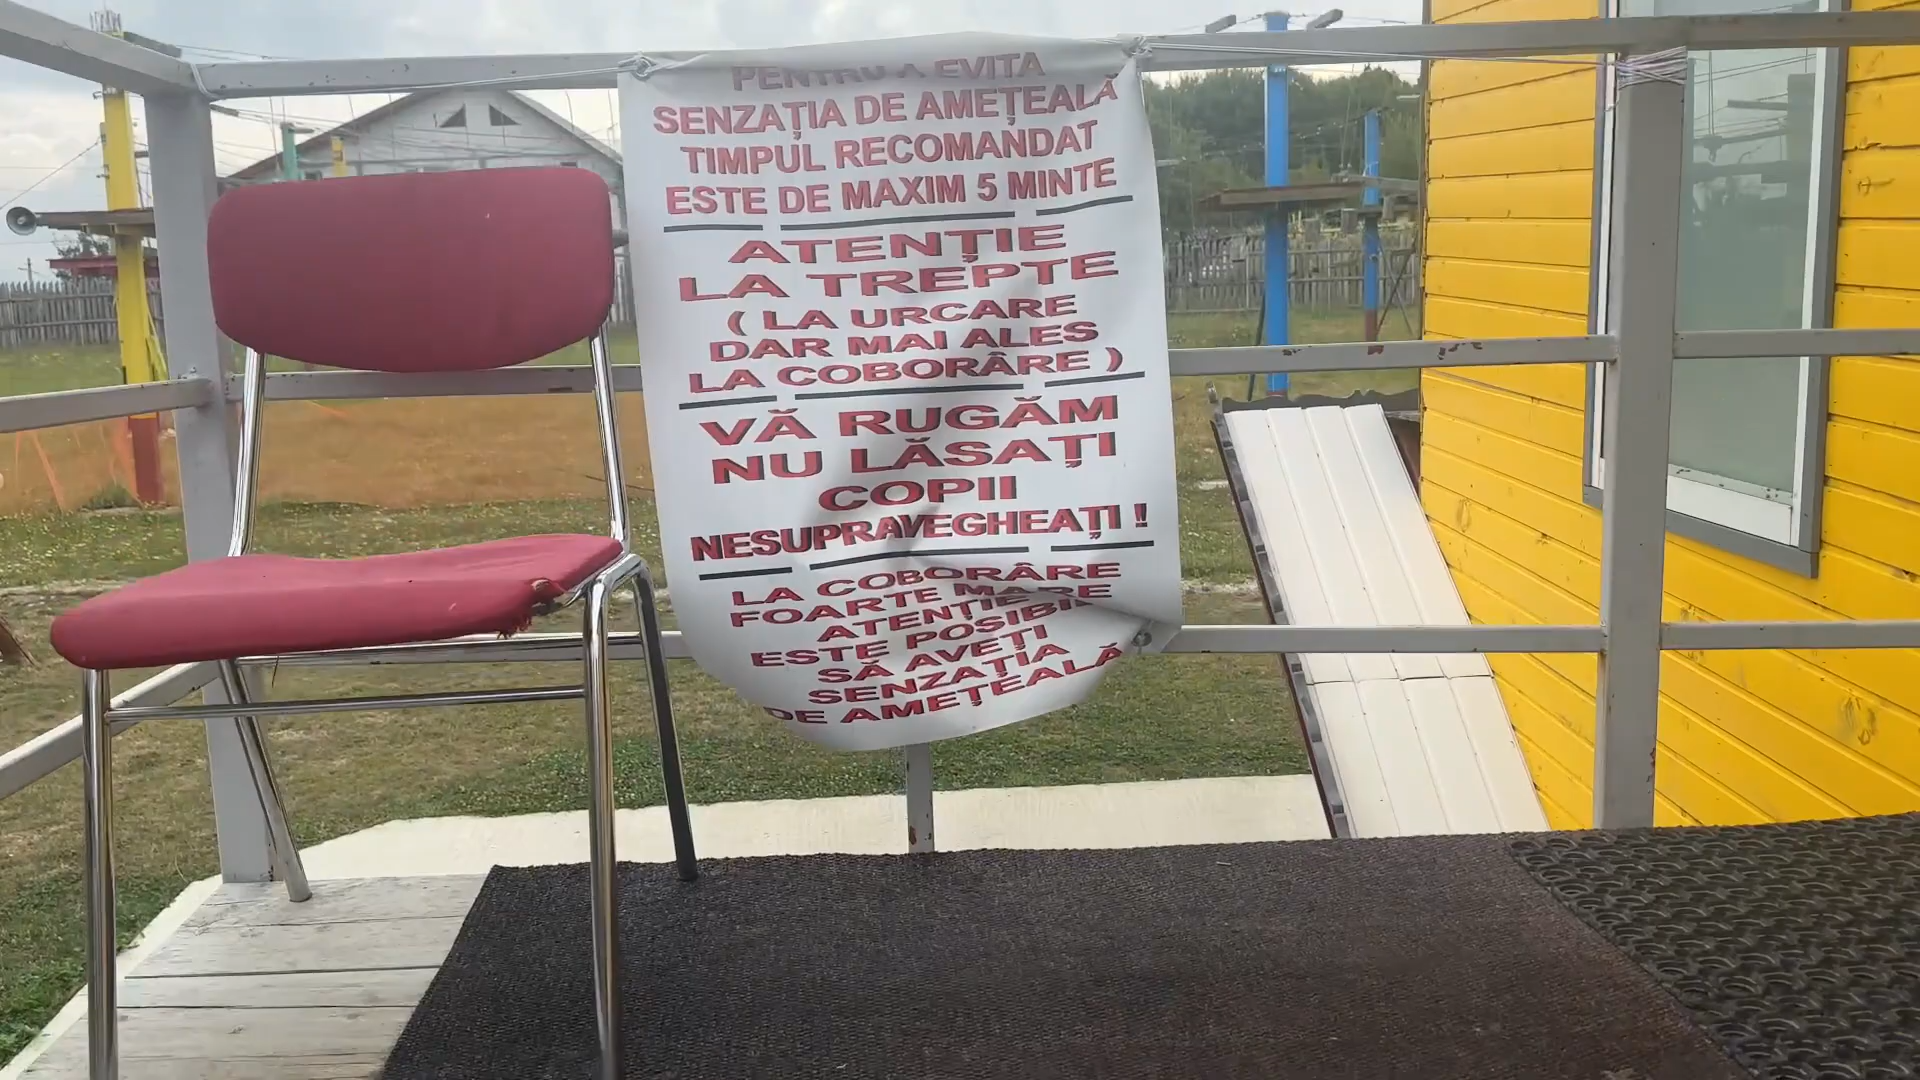 PENTRU A EVITA
SENZAȚIA DE AMEȚEALĂ
TIMPUL RECOMANDAT
ESTE DE MAXIM 5 MINTE
ATENȚIE
LA TREPTE
( LA URCARE
DAR MAI ALES
LA COBORÂRE )
VĂ RUGĂM
NU LĂSAȚI
COPII
NESUPRAVEGHEAȚI !
LA COBORÂRE
FOARTE MARE
ATENȚIE
ESTE POSIBIL
SĂ AVEȚI
SENZAȚIA
DE AMEȚEALĂ